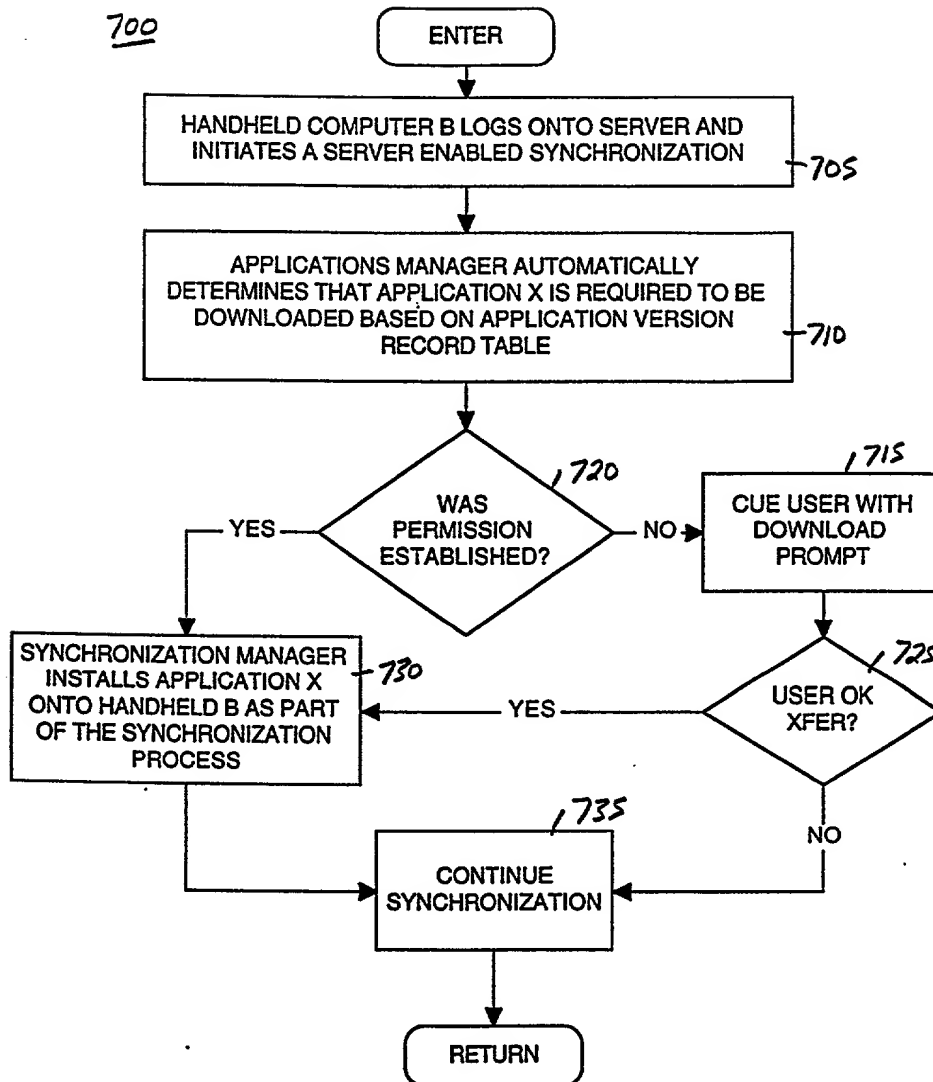 700
ENTER
HANDHELD COMPUTER B LOGS ONTO SERVER AND
INITIATES A SERVER ENABLED SYNCHRONIZATION
705
APPLICATIONS MANAGER AUTOMATICALLY
DETERMINES THAT APPLICATION X IS REQUIRED TO BE
DOWNLOADED BASED ON APPLICATION VERSION
RECORD TABLE
710
720
WAS
PERMISSION
ESTABLISHED?
YES
NO
715
CUE USER WITH
DOWNLOAD
PROMPT
725
USER OK
XFER?
YES
NO
SYNCHRONIZATION MANAGER
INSTALLS APPLICATION X
ONTO HANDHELD B AS PART
OF THE SYNCHRONIZATION
PROCESS
730
735
CONTINUE
SYNCHRONIZATION
RETURN